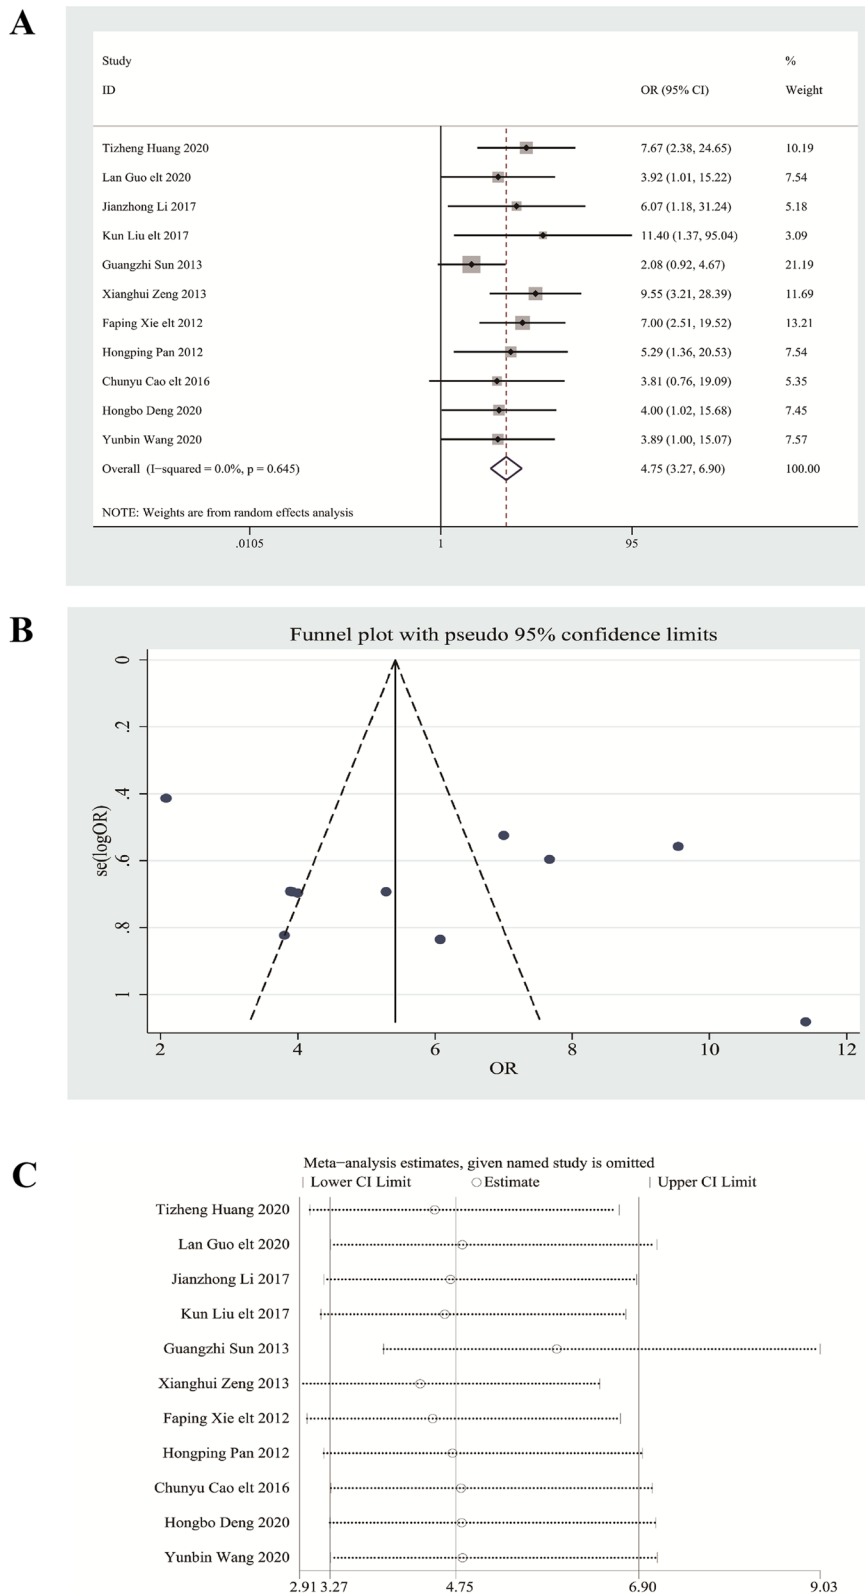 A
Study %
ID OR (95% CI) Weight
Tizheng Huang 2020 7.67 (2.38, 24.65) 10.19
Lan Guo elt 2020 3.92 (1.01, 15.22) 7.54
Jianzhong Li 2017 6.07 (1.18, 31.24) 5.18
Kun Liu elt 2017 11.40 (1.37, 95.04) 3.09
Guangzhi Sun 2013 2.08 (0.92, 4.67) 21.19
Xianghui Zeng 2013 9.55 (3.21, 28.39) 11.69
Faping Xie elt 2012 7.00 (2.51, 19.52) 13.21
Hongping Pan 2012 5.29 (1.36, 20.53) 7.54
Chunyu Cao elt 2016 3.81 (0.76, 19.09) 5.35
Hongbo Deng 2020 4.00 (1.02, 15.68) 7.45
Yunbin Wang 2020 3.89 (1.00, 15.07) 7.57
Overall (I−squared = 0.0%, p = 0.645) 4.75 (3.27, 6.90) 100.00
NOTE: Weights are from random effects analysis
.0105 1 95
B
Funnel plot with pseudo 95% confidence limits
0
.2
.4
se(logOR)
.6
.8
1
2 4 6 8 10 12
OR
C
Meta−analysis estimates, given named study is omitted
Lower CI Limit Estimate Upper CI Limit
Tizheng Huang 2020
Lan Guo elt 2020
Jianzhong Li 2017
Kun Liu elt 2017
Guangzhi Sun 2013
Xianghui Zeng 2013
Faping Xie elt 2012
Hongping Pan 2012
Chunyu Cao elt 2016
Hongbo Deng 2020
Yunbin Wang 2020
2.91 3.27 4.75 6.90 9.03